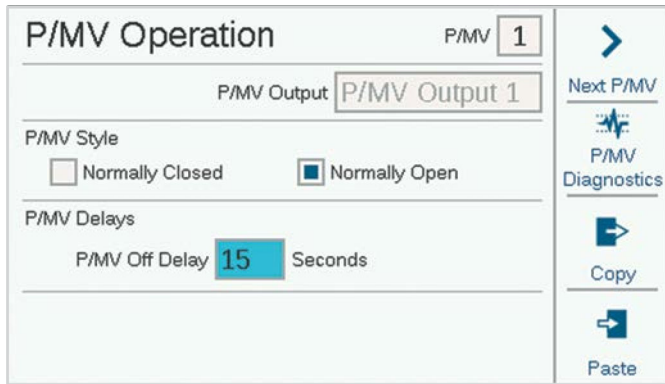 P/MV Operation
P/MV 1
P/MV Output P/MV Output 1
P/MV Style
Normally Closed
Normally Open
P/MV Delays
P/MV Off Delay 15 Seconds
Next P/MV
P/MV
Diagnostics
Copy
Paste